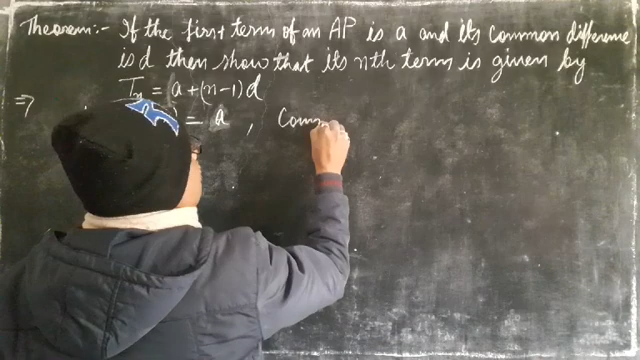 Theorem:- If the first term of an AP is a and its common difference
is d then show that its nth term is given by
Tn = a + (n-1) d
⇒ = a , Com